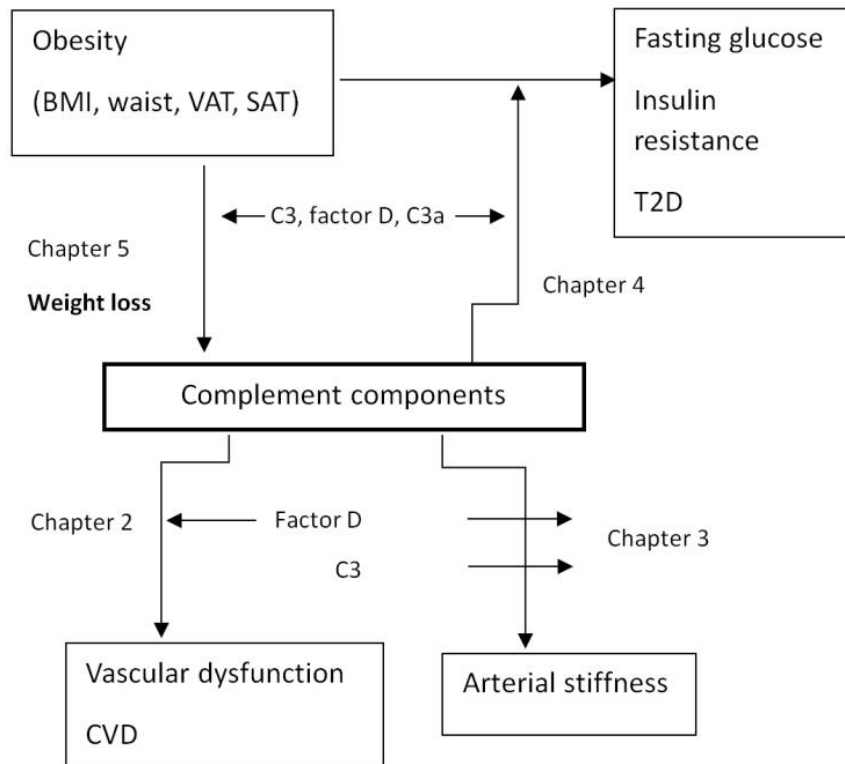 Obesity
(BMI, waist, VAT, SAT)
Fasting glucose
Insulin
resistance
T2D
C3, factor D, C3a
Chapter 5
Weight loss
Chapter 4
Complement components
Chapter 2
Factor D
C3
Chapter 3
Vascular dysfunction
CVD
Arterial stiffness